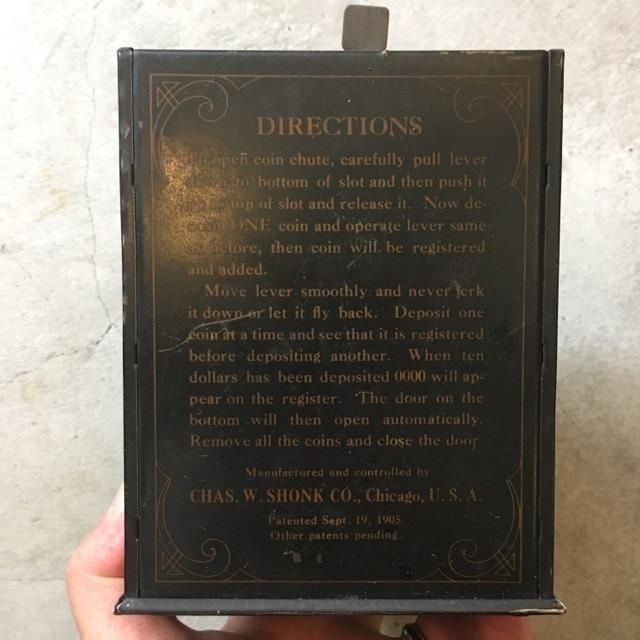 DIRECTIONS
To open coin chute, carefully pull lever
to bottom of slot and then push it
top of slot and release it. Now de-
ONE coin and operate lever same
before, then coin will be registered
and added.
Move lever smoothly and never jerk
it down or let it fly back. Deposit one
coin at a time and see that it is registered
before depositing another. When ten
dollars has been deposited 0000 will ap-
pear on the register. The door on the
bottom will then open automatically.
Remove all the coins and close the door
Manufactured and controlled by
CHAS. W. SHONK CO., Chicago, U. S. A.
Patented Sept. 19, 1905.
Other patents pending.